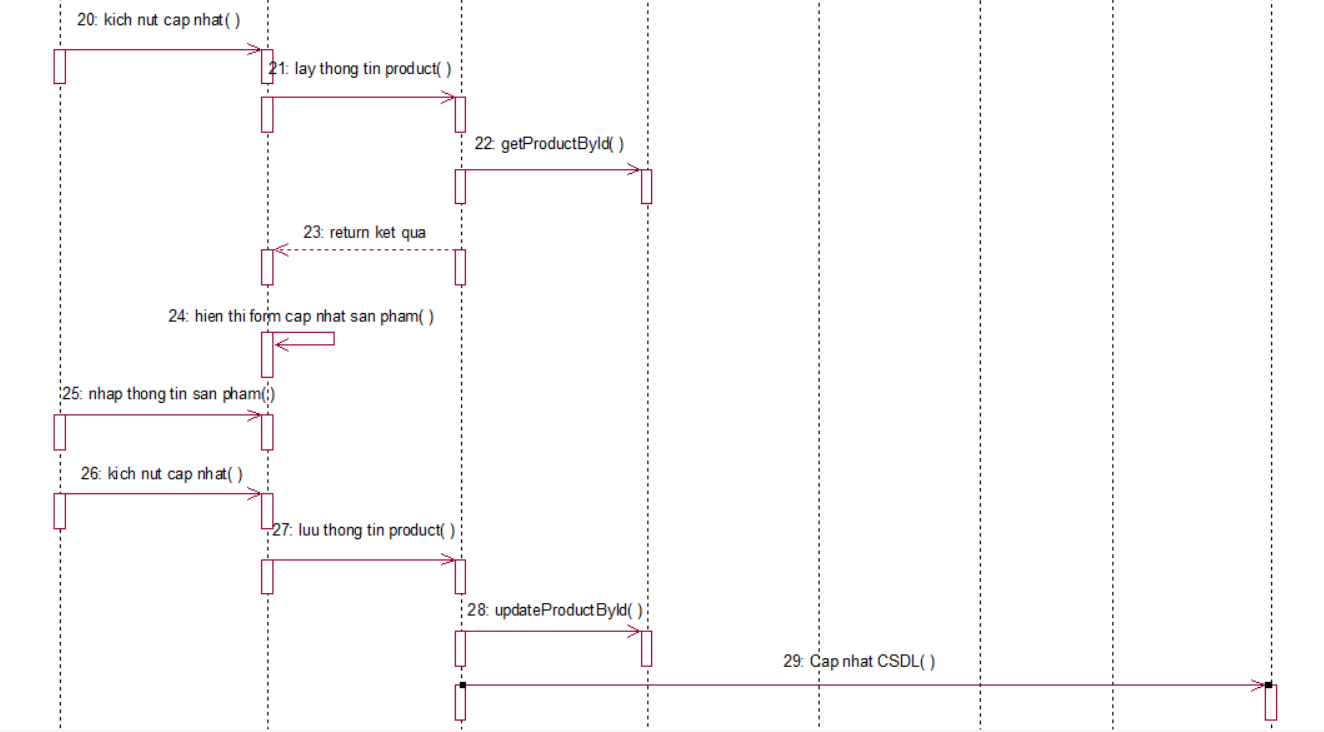 20: kich nut cap nhat( )
21: lay thong tin product( )
22: getProductById( )
23: return ket qua
24: hien thi form cap nhat san pham( )
25: nhap thong tin san pham( )
26: kich nut cap nhat( )
27: luu thong tin product( )
28: updateProductById( )
29: Cap nhat CSDL( )